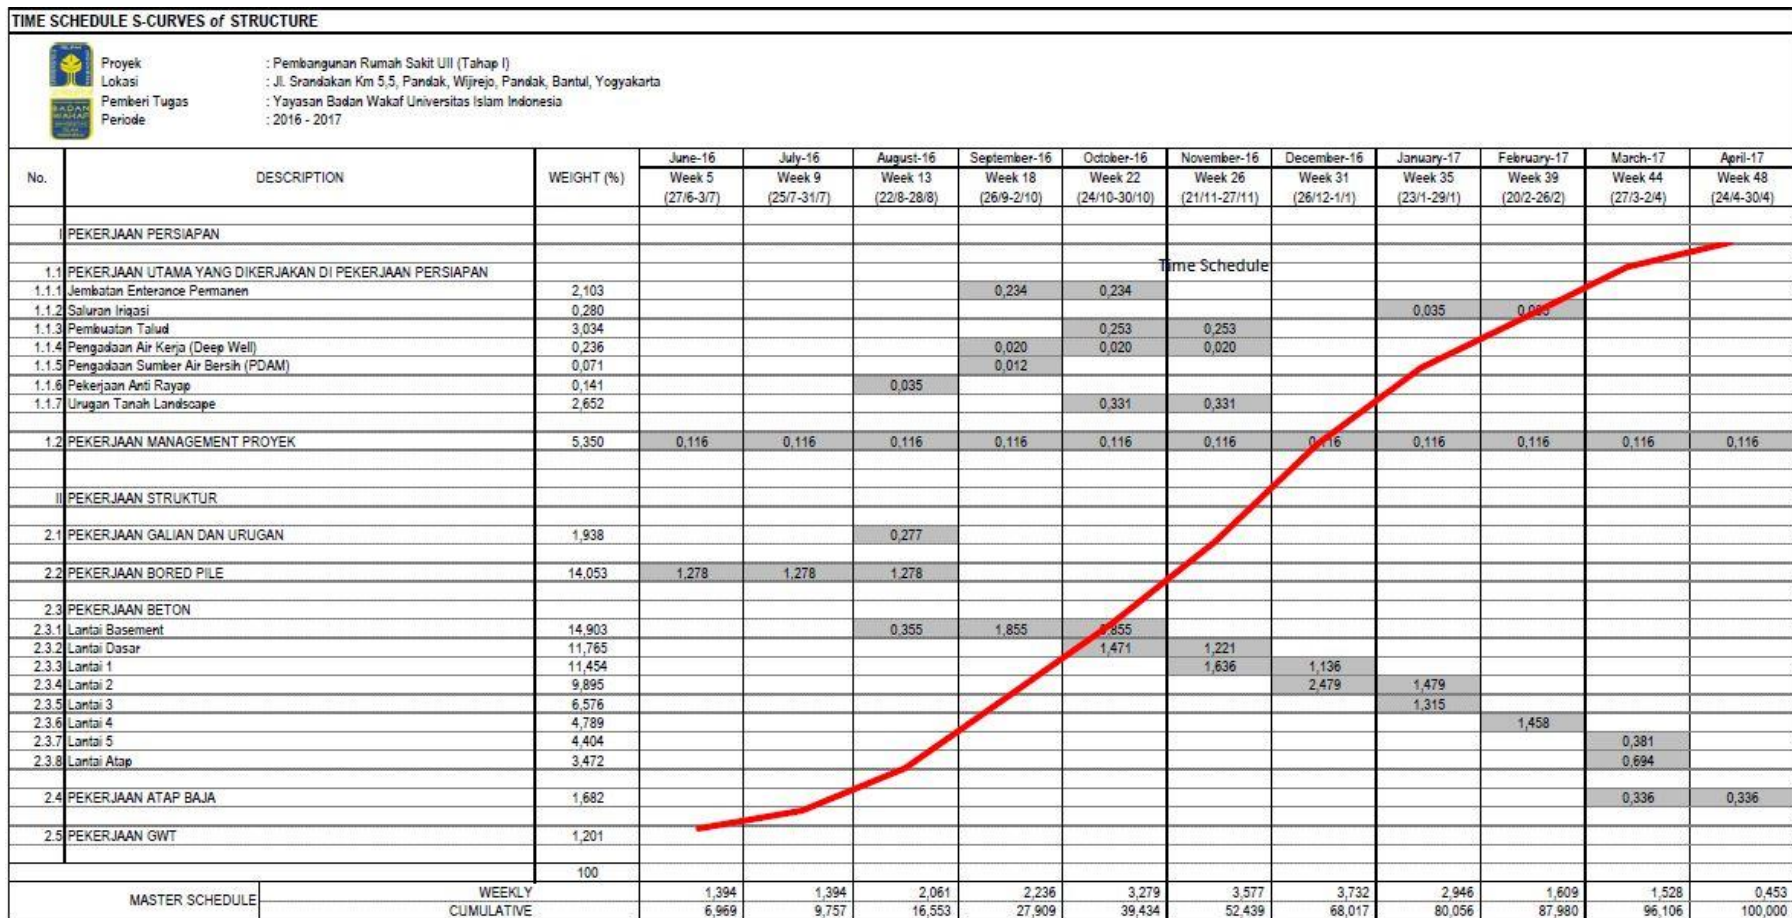 TIME SCHEDULE S-CURVES of STRUCTURE
Proyek : Pembangunan Rumah Sakit UII (Tahap I)
Lokasi : Jl. Srandakan Km 5,5, Pandak, Wijirejo, Pandak, Bantul, Yogyakarta
Pemberi Tugas : Yayasan Badan Wakaf Universitas Islam Indonesia
Periode : 2016 - 2017
BADAN
WAKAF
No. DESCRIPTION WEIGHT (%) June-16 July-16 August-16 September-16 October-16 November-16 December-16 January-17 February-17 March-17 April-17
Week 5 Week 9 Week 13 Week 18 Week 22 Week 26 Week 31 Week 35 Week 39 Week 44 Week 48
(27/6-3/7) (25/7-31/7) (22/8-28/8) (26/9-2/10) (24/10-30/10) (21/11-27/11) (26/12-1/1) (23/1-29/1) (20/2-26/2) (27/3-2/4) (24/4-30/4)
I PEKERJAAN PERSIAPAN
Time Schedule
1.1 PEKERJAAN UTAMA YANG DIKERJAKAN DI PEKERJAAN PERSIAPAN
1.1.1 Jembatan Enterance Permanen 2,103 0,234 0,234
1.1.2 Saluran Irigasi 0,280 0,035
1.1.3 Pembuatan Talud 3,034 0,253 0,253
1.1.4 Pengadaan Air Kerja (Deep Well) 0,236 0,020 0,020 0,020
1.1.5 Pengadaan Sumber Air Bersih (PDAM) 0,071 0,012
1.1.6 Pekerjaan Anti Rayap 0,141 0,035
1.1.7 Urugan Tanah Landscape 2,652 0,331 0,331
1.2 PEKERJAAN MANAGEMENT PROYEK 5,350 0,116 0,116 0,116 0,116 0,116 0,116 0,116 0,116 0,116 0,116 0,116
II PEKERJAAN STRUKTUR
2.1 PEKERJAAN GALIAN DAN URUGAN 1,938 0,277
2.2 PEKERJAAN BORED PILE 14,053 1,278 1,278 1,278
2.3 PEKERJAAN BETON
2.3.1 Lantai Basement 14,903 0,355 1,855
2.3.2 Lantai Dasar 11,765 1,471 1,221
2.3.3 Lantai 1 11,454 1,636 1,136
2.3.4 Lantai 2 9,895 2,479 1,479
2.3.5 Lantai 3 6,576 1,315
2.3.6 Lantai 4 4,789 1,458
2.3.7 Lantai 5 4,404 0,381
2.3.8 Lantai Atap 3,472 0,694
2.4 PEKERJAAN ATAP BAJA 1,682 0,336 0,336
2.5 PEKERJAAN GWT 1,201
100
MASTER SCHEDULE WEEKLY 1,394 1,394 2,061 2,236 3,279 3,577 3,732 2,946 1,609 1,528 0,453
CUMULATIVE 6,969 9,757 16,553 27,909 39,434 52,439 68,017 80,056 87,980 96,106 100,000